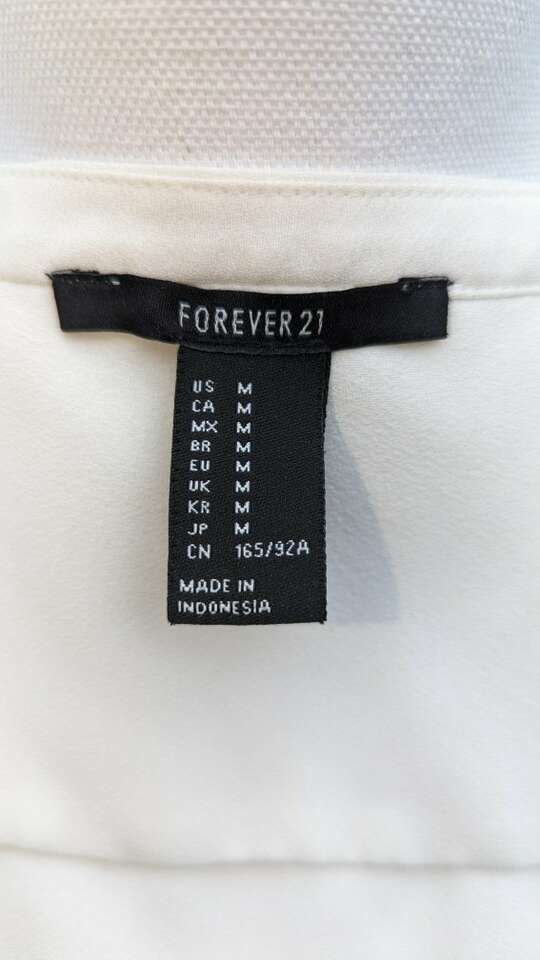 FOREVER 21
US M
CA M
MX M
BR M
EU M
UK M
KR M
JP M
CN 165/92A
MADE IN
INDONESIA